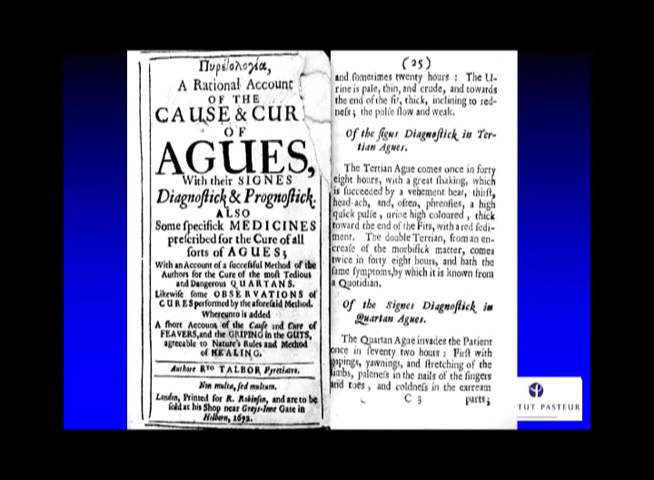 Πυρετολογία,
A Rational Account
OF THE
CAUSE & CUR
OF
AGUES,
With their SIGNES
Diagnoſtick & Prognoſtick.
ALSO
Some ſpecifick MEDICINES
preſcribed for the Cure of all
ſorts of AGUES;
With an Account of a ſucceſsful Method of the
Authors for the Cure of the moſt Tedious
and Dangerous QUARTANS.
Likewiſe ſome OBSERVATIONS of
CURES performed by the aforeſaid Method.
Whereunto is added
A ſhort Account of the Cauſe and Cure of
FEAVERS, and the GRIPING in the GUTS,
agreeable to Nature's Rules and Method
of HEALING.
Authore Rto TALBOR Pyretiatro.
Non multa, ſed multum.
London, Printed for R. Robinſon, and are to be
ſold at his Shop near Grays-Inne Gate in
Holborn, 1672.
(25)
and ſometimes twenty hours: The U-
rine is pale, thin, and crude, and towards
the end of the fit, thick, inclining to red-
neſs; the pulſe ſlow and weak.
Of the ſigns Diagnoſtick in Ter-
tian Agues.
The Tertian Ague comes once in forty
eight hours, with a great ſhaking, which
is ſucceeded by a vehement heat, thirſt,
head-ach, and, often, phrenſies, a high
quick pulſe, urine high coloured, thick
toward the end of the Fits, with a red ſedi-
ment. The double Tertian, from an en-
creaſe of the morbifick matter, comes
twice in forty eight hours, and hath the
ſame ſymptoms, by which it is known from
a Quotidian.
Of the Signes Diagnoſtick in
Quartan Agues.
The Quartan Ague invades the Patient
once in ſeventy two hours: Firſt with
gapings, yawnings, and ſtretching of the
limbs, paleneſs in the nails of the fingers
and toes, and coldneſs in the extream
C 3 parts;
TUT PASTEUR